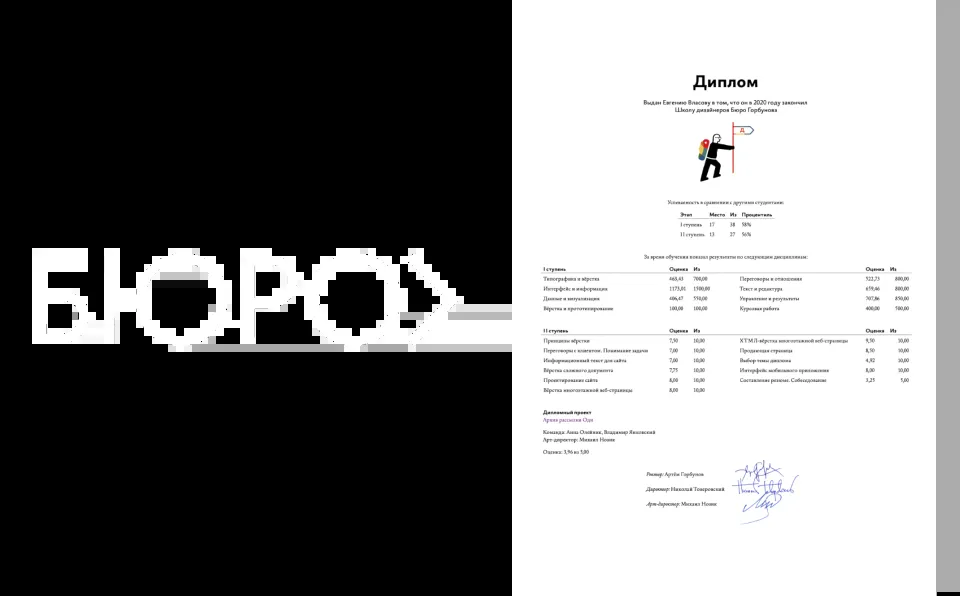 БЮРО
Диплом
Выдан Евгению Власову в том, что он в 2020 году закончил
Школу дизайнеров Бюро Горбунова
Д
Успеваемость в сравнении с другими студентами:
Этап Место Из Процентиль
I ступень 17 38 58%
II ступень 13 27 56%
За время обучения показал результаты по следующим дисциплинам:
I ступень Оценка Из Оценка Из
Типографика и вёрстка 463,43 700,00 Переговоры и отношения 522,73 800,00
Интерфейс и информация 1173,01 1500,00 Текст и редактура 659,46 800,00
Данные и визуализация 406,47 550,00 Управление и результаты 707,86 850,00
Вёрстка и прототипирование 100,00 100,00 Курсовая работа 400,00 500,00
II ступень Оценка Из Оценка Из
Принципы вёрстки 7,50 10,00 ХТМЛ-вёрстка многоэтажной веб-страницы 9,50 10,00
Переговоры с клиентом. Понимание задачи 7,00 10,00 Продающая страница 8,50 10,00
Информационный текст для сайта 7,00 10,00 Выбор темы диплома 4,92 10,00
Вёрстка сложного документа 7,75 10,00 Интерфейс мобильного приложения 8,00 10,00
Проектирование сайта 8,00 10,00 Составление резюме. Собеседование 3,25 5,00
Вёрстка многоэтажной веб-страницы 8,00 10,00
Дипломный проект
Архив рассылки Оди
Команда: Анна Олейник, Владимир Янковский
Арт-директор: Михаил Нозик
Оценка: 3,96 из 5,00
Ректор: Артём Горбунов
Директор: Николай Товеровский
Арт-директор: Михаил Нозик